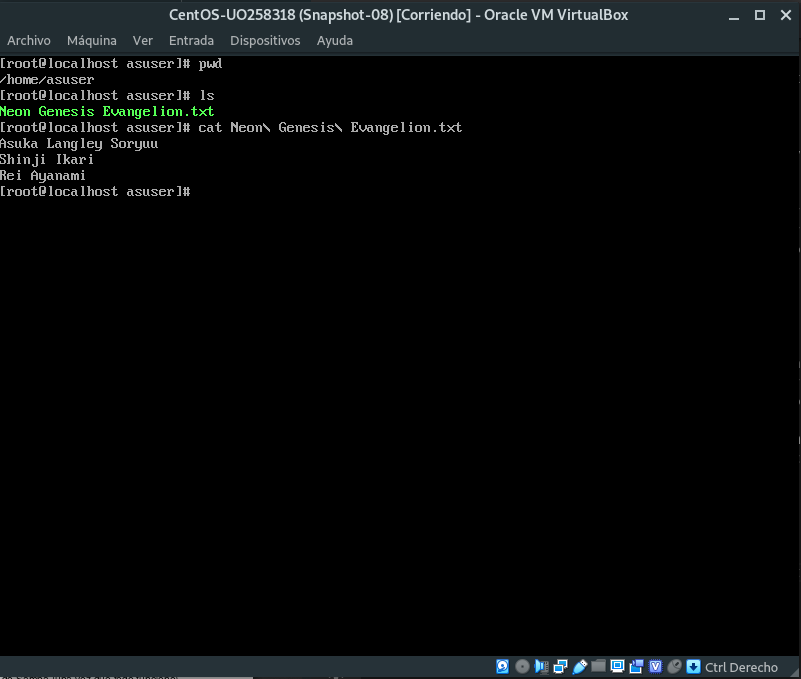 CentOS-UO258318 (Snapshot-08) [Corriendo] - Oracle VM VirtualBox
Archivo Máquina Ver Entrada Dispositivos Ayuda
[root@localhost asuser]# pwd
/home/asuser
[root@localhost asuser]# ls
Neon Genesis Evangelion.txt
[root@localhost asuser]# cat Neon\ Genesis\ Evangelion.txt
Asuka Langley Soryuu
Shinji Ikari
Rei Ayanami
[root@localhost asuser]#
Ctrl Derecho